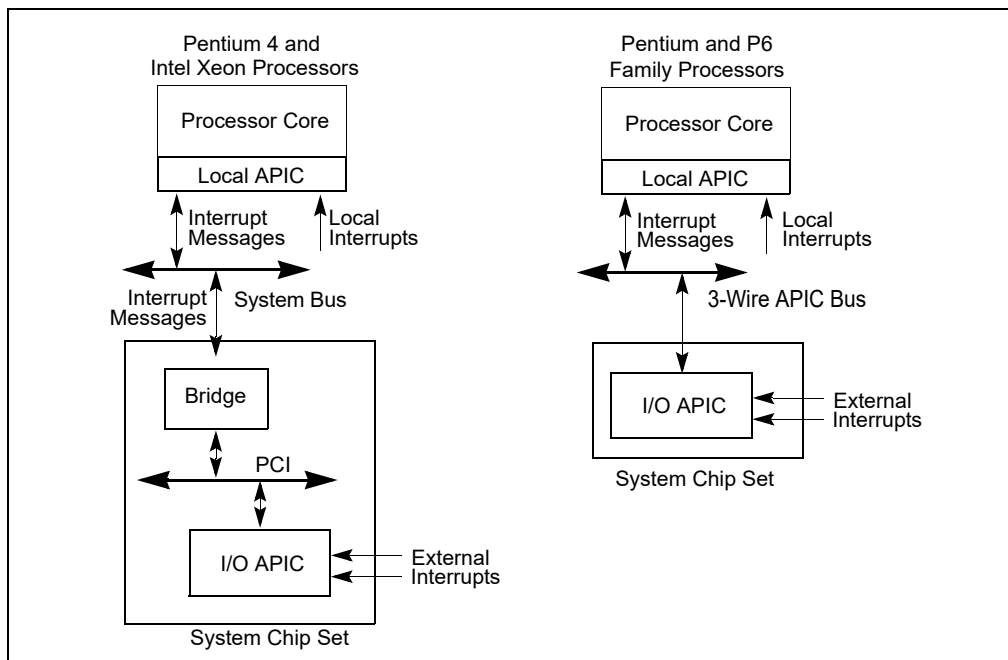 Pentium 4 and
Intel Xeon Processors
Processor Core
Local APIC
Interrupt
Messages
Local
Interrupts
Interrupt
Messages
System Bus
Bridge
PCI
I/O APIC
External
Interrupts
System Chip Set
Pentium and P6
Family Processors
Processor Core
Local APIC
Interrupt
Messages
Local
Interrupts
3-Wire APIC Bus
I/O APIC
External
Interrupts
System Chip Set